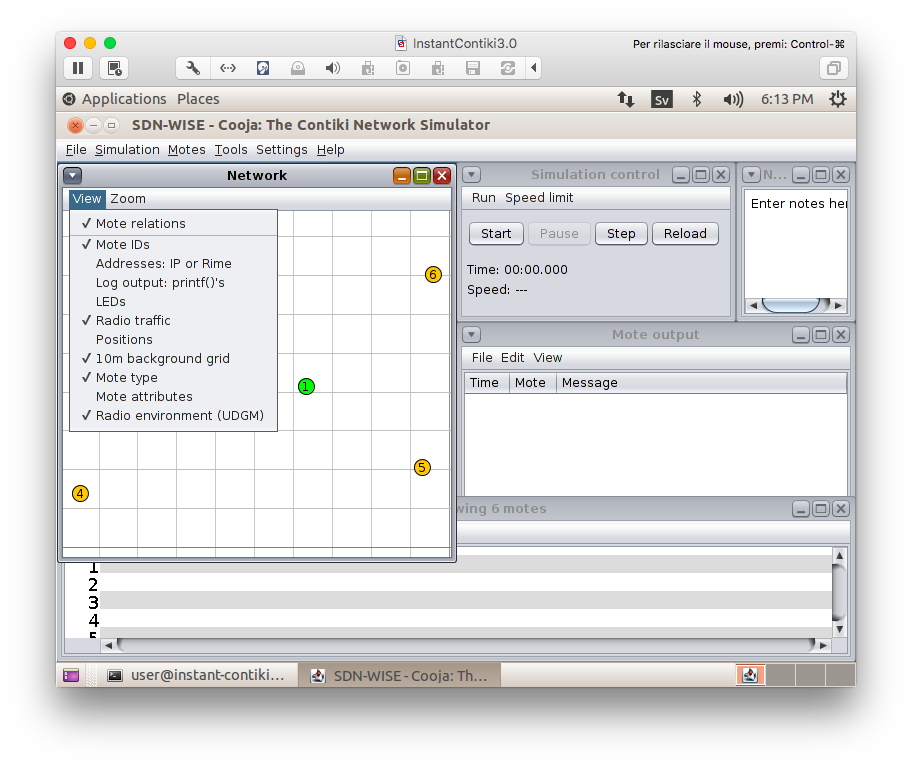 InstantContiki3.0
Per rilasciare il mouse, premi: Control-⌘
Applications Places
Sv
6:13 PM
SDN-WISE - Cooja: The Contiki Network Simulator
File Simulation Motes Tools Settings Help
Network
View Zoom
Mote relations
Mote IDs
Addresses: IP or Rime
Log output: printf()'s
LEDs
Radio traffic
Positions
10m background grid
Mote type
Mote attributes
Radio environment (UDGM)
6
1
5
4
Simulation control
Run Speed limit
Start Pause Step Reload
Time: 00:00.000
Speed: ---
N...
Enter notes her
Mote output
File Edit View
Time Mote Message
wing 6 motes
1
2
3
4
5
user@instant-contiki...
SDN-WISE - Cooja: Th...